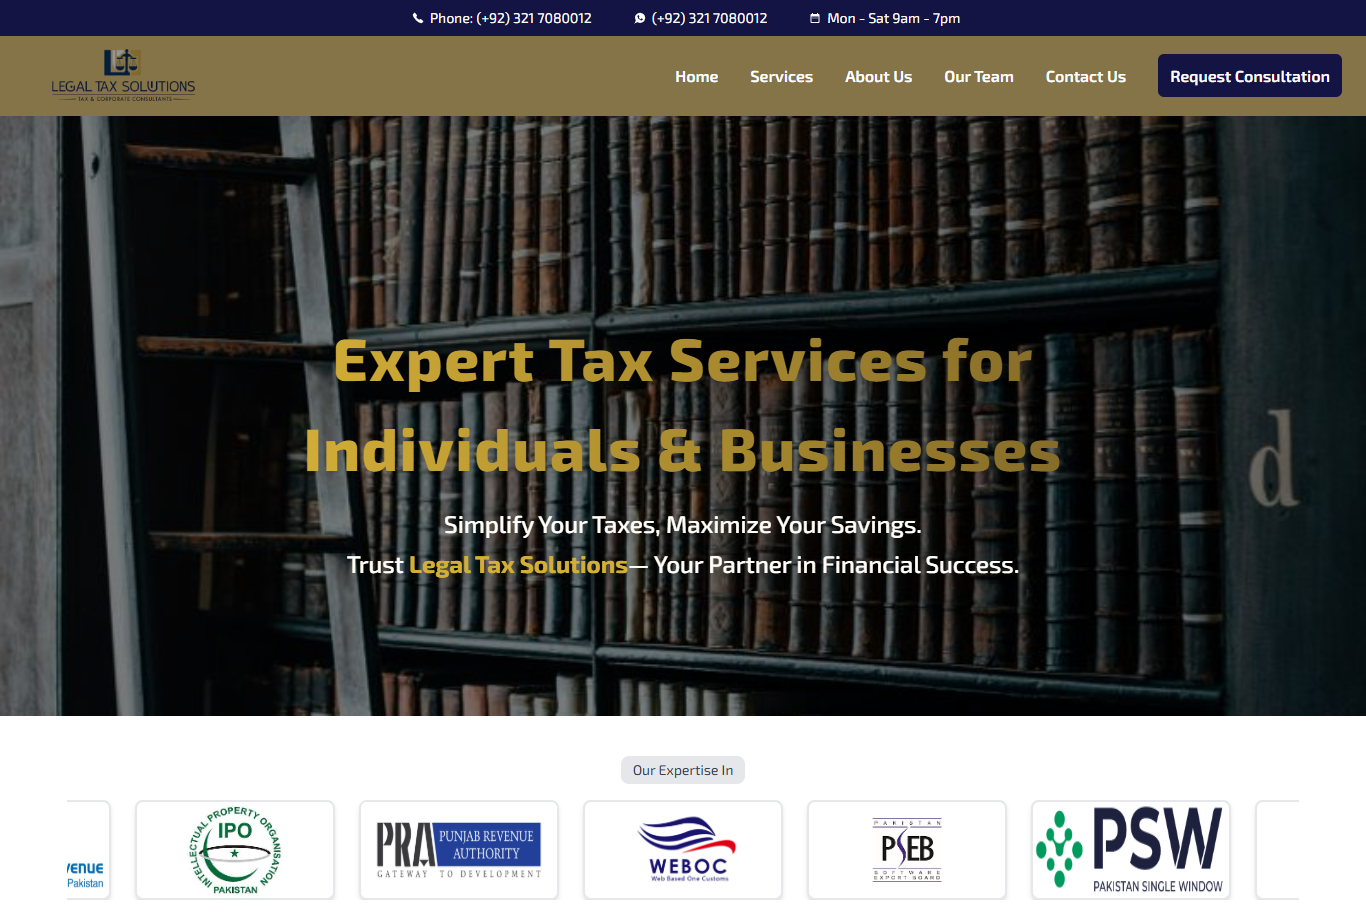 Phone: (+92) 321 7080012
(+92) 321 7080012
Mon - Sat 9am - 7pm
LEGAL TAX SOLUTIONS
TAX & CORPORATE CONSULTANTS
Home
Services
About Us
Our Team
Contact Us
Request Consultation
Expert Tax Services for
Individuals & Businesses
Simplify Your Taxes, Maximize Your Savings.
Trust Legal Tax Solutions— Your Partner in Financial Success.
d
Our Expertise In
VENUE
Pakistan
INTELLECTUAL PROPERTY ORGANISATION
IPO
PAKISTAN
PRA
PUNJAB REVENUE
AUTHORITY
GATEWAY TO DEVELOPMENT
WEBOC
Web Based One Customs
PAKISTAN
PSEB
SOFTWARE
EXPORT BOARD
PSW
PAKISTAN SINGLE WINDOW